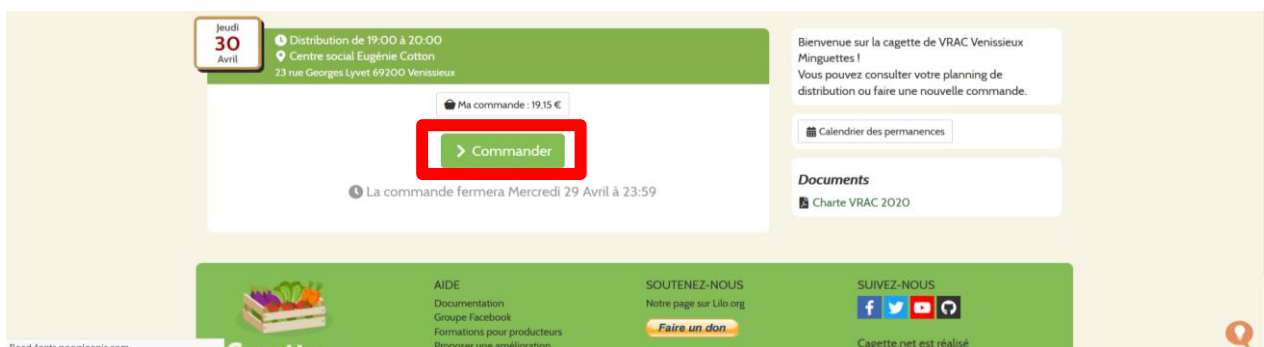 Jeudi
30
Avril
Distribution de 19:00 à 20:00
Centre social Eugénie Cotton
23 rue Georges Lyvet 69200 Venissieux
Ma commande : 19,15 €
Commander
La commande fermera Mercredi 29 Avril à 23:59
Bienvenue sur la cagette de VRAC Venissieux
Minguettes !
Vous pouvez consulter votre planning de
distribution ou faire une nouvelle commande.
Calendrier des permanences
Documents
Charte VRAC 2020
AIDE
Documentation
Groupe Facebook
Formations pour producteurs
Proposer une amélioration
SOUTENEZ-NOUS
Notre page sur Lilo.org
Faire un don
SUIVEZ-NOUS
Cagette.net est réalisé